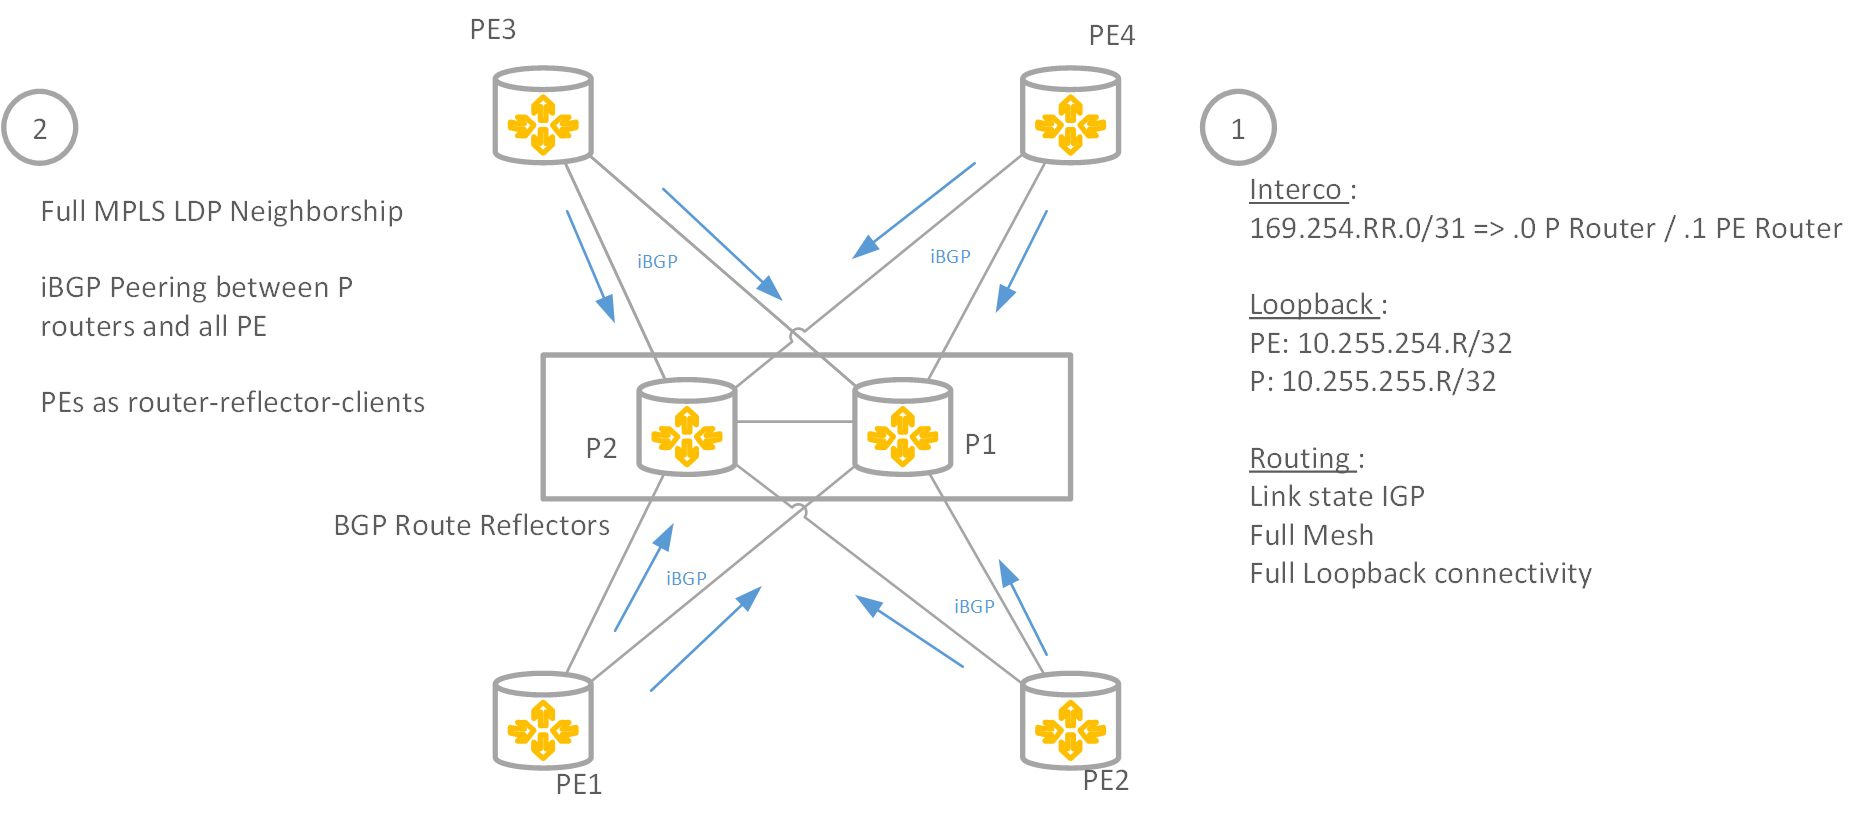 PE3
PE4
2
1
Full MPLS LDP Neighborship
iBGP Peering between P
routers and all PE
PEs as router-reflector-clients
Interco :
169.254.RR.0/31 => .0 P Router / .1 PE Router
Loopback :
PE: 10.255.254.R/32
P: 10.255.255.R/32
Routing :
Link state IGP
Full Mesh
Full Loopback connectivity
iBGP
iBGP
P2
P1
BGP Route Reflectors
iBGP
iBGP
PE1
PE2